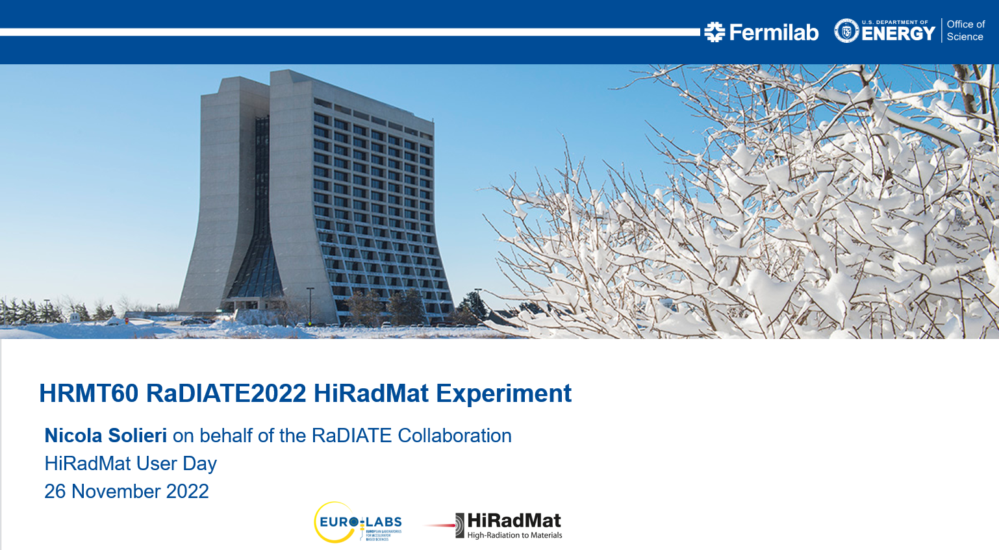 Fermilab
U.S. DEPARTMENT OF
ENERGY
Office of
Science
HRMT60 RaDIATE2022 HiRadMat Experiment
Nicola Solieri on behalf of the RaDIATE Collaboration
HiRadMat User Day
26 November 2022
EURO-LABS
EUROPEAN LABORATORIES
FOR ACCELERATOR
BASED SCIENCES
HiRadMat
High-Radiation to Materials